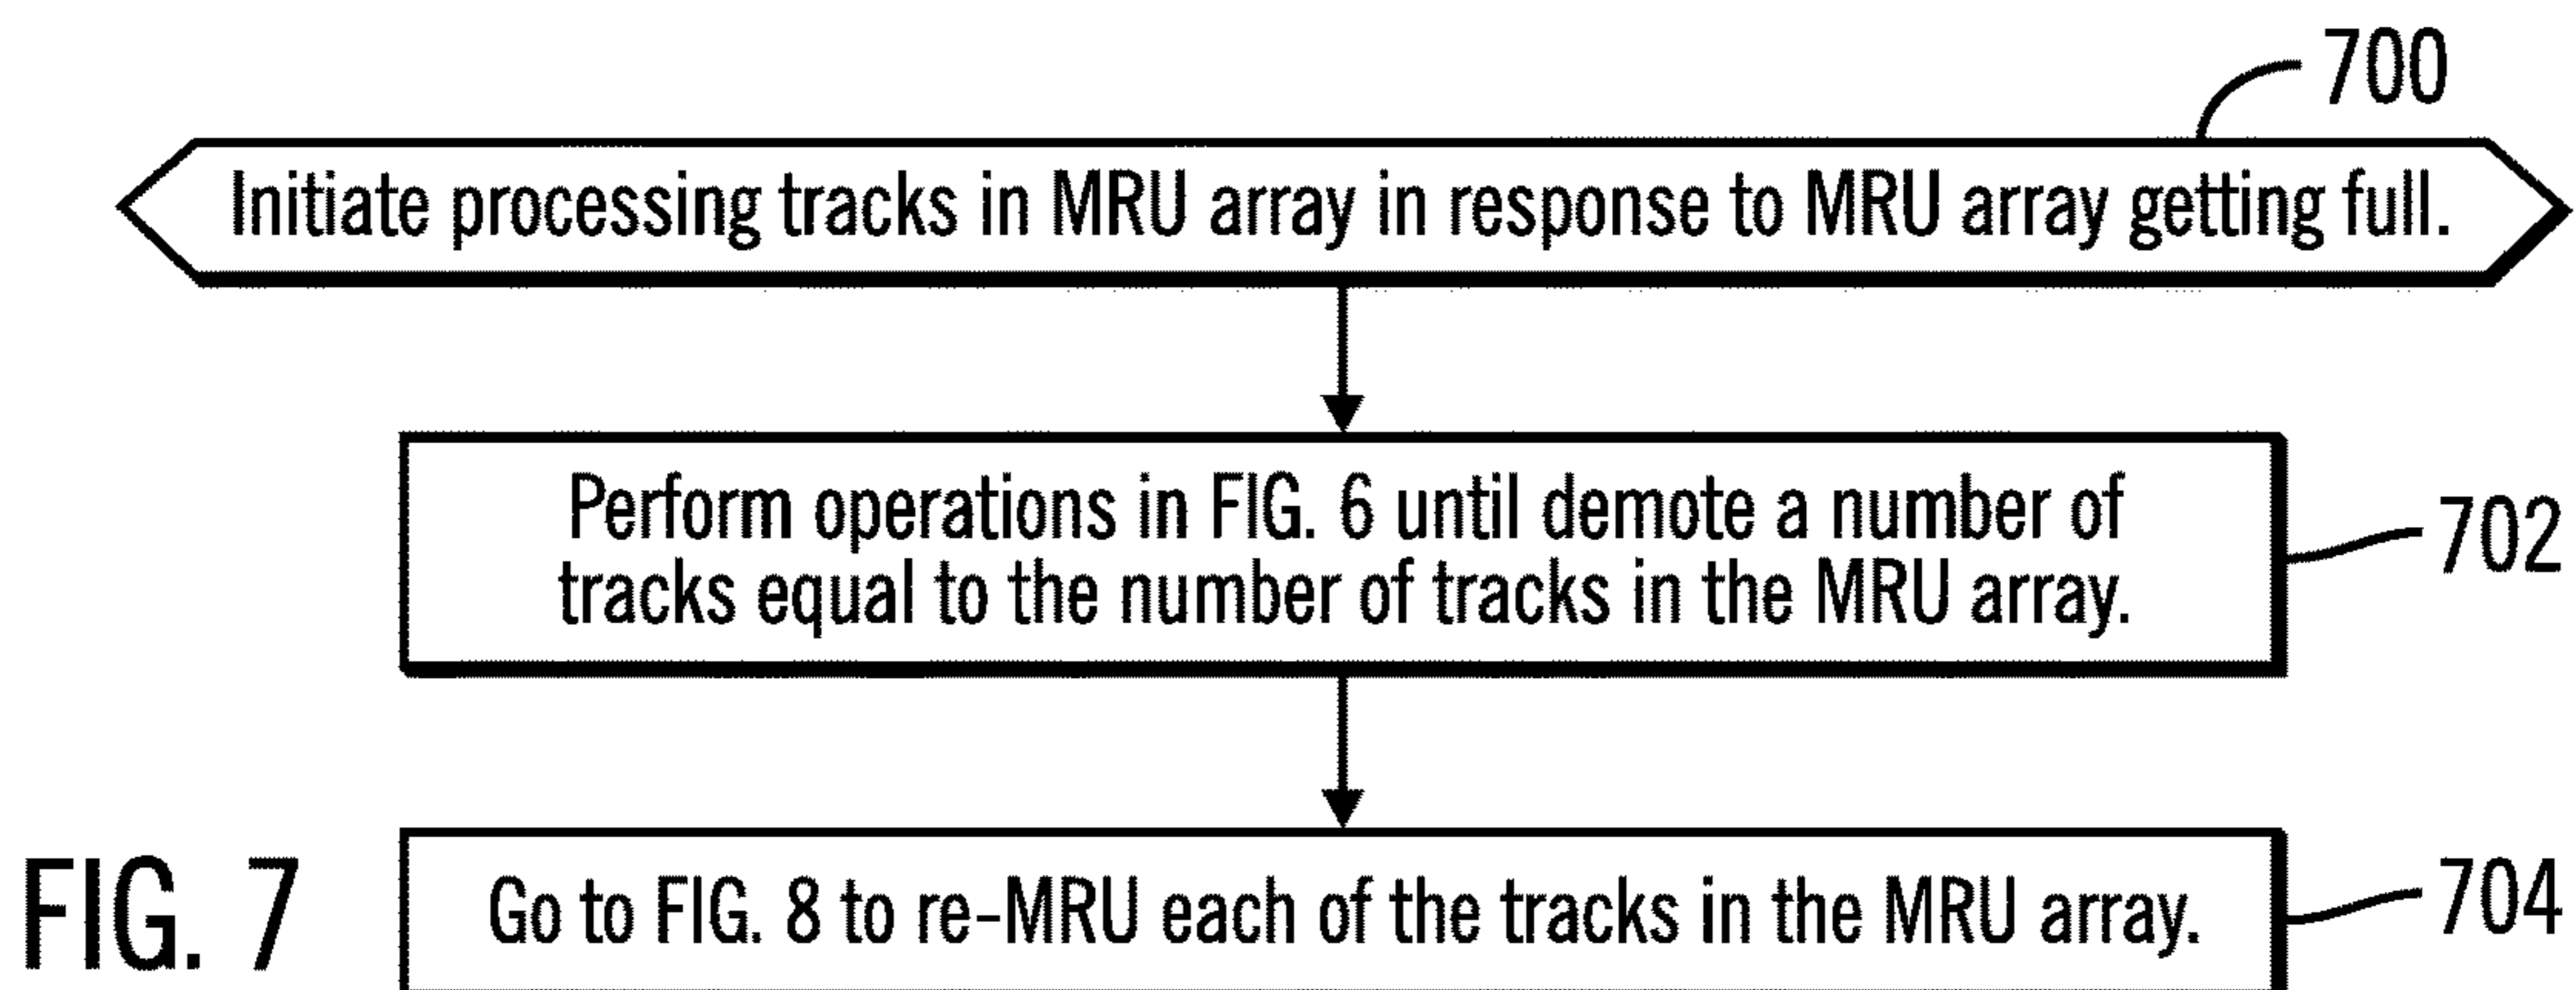 700
Initiate processing tracks in MRU array in response to MRU array getting full.
Perform operations in FIG. 6 until demote a number of
tracks equal to the number of tracks in the MRU array.
702
Go to FIG. 8 to re-MRU each of the tracks in the MRU array.
704
FIG. 7